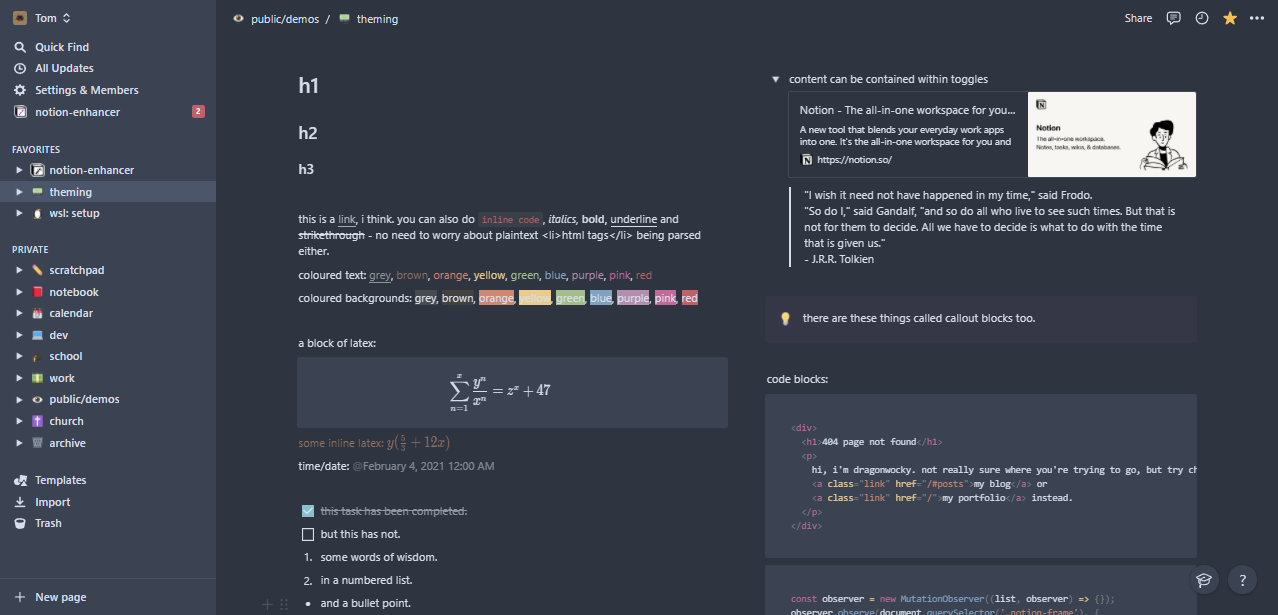 Tom
Quick Find
All Updates
Settings & Members
notion-enhancer
2
FAVORITES
notion-enhancer
theming
wsl: setup
PRIVATE
scratchpad
notebook
calendar
dev
school
work
public/demos
church
archive
Templates
Import
Trash
New page
public/demos / theming
Share
h1
h2
h3
this is a link, i think. you can also do inline code, italics, bold, underline and
strikethrough - no need to worry about plaintext <li>html tags</li> being parsed
either.
coloured text: grey, brown, orange, yellow, green, blue, purple, pink, red
coloured backgrounds: grey, brown, orange, yellow, green, blue, purple, pink, red
a block of latex:
x
∑ yⁿ/xⁿ = zˣ + 47
n=1
some inline latex: y(5/3 + 12x)
time/date: @February 4, 2021 12:00 AM
this task has been completed.
but this has not.
1. some words of wisdom.
2. in a numbered list.
• and a bullet point.
content can be contained within toggles
Notion - The all-in-one workspace for you...
A new tool that blends your everyday work apps
into one. It's the all-in-one workspace for you and
https://notion.so/
Notion
The all-in-one workspace.
Notes, tasks, wikis, & databases.
"I wish it need not have happened in my time," said Frodo.
"So do I," said Gandalf, "and so do all who live to see such times. But that is
not for them to decide. All we have to decide is what to do with the time
that is given us."
- J.R.R. Tolkien
there are these things called callout blocks too.
code blocks:
<div>
<h1>404 page not found</h1>
<p>
hi, i'm dragonwocky. not really sure where you're trying to go, but try ch
<a class="link" href="/#posts">my blog</a> or
<a class="link" href="/">my portfolio</a> instead.
</p>
</div>
const observer = new MutationObserver((list, observer) => {});
observer.observe(document.querySelector('.notion-frame'), {
?